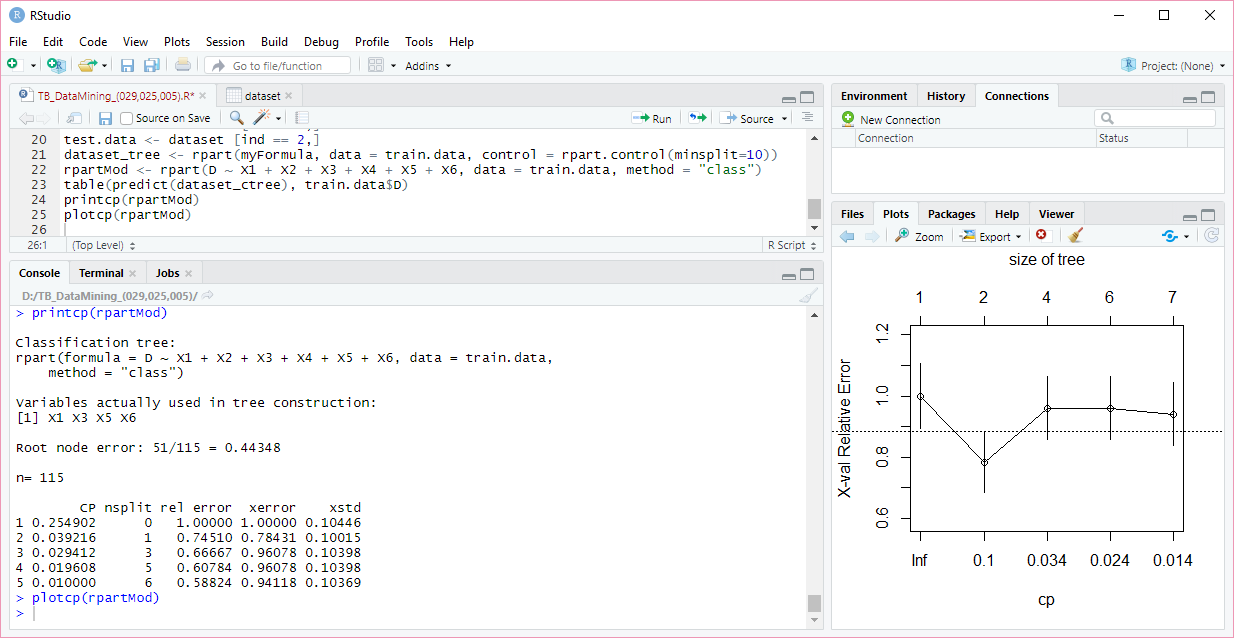 RStudio
File Edit Code View Plots Session Build Debug Profile Tools Help
Go to file/function Addins Project: (None)
TB_DataMining_(029,025,005).R* dataset
Source on Save Run Source
20 test.data <- dataset [ind == 2,]
21 dataset_tree <- rpart(myFormula, data = train.data, control = rpart.control(minsplit=10))
22 rpartMod <- rpart(D ~ X1 + X2 + X3 + X4 + X5 + X6, data = train.data, method = "class")
23 table(predict(dataset_ctree), train.data$D)
24 printcp(rpartMod)
25 plotcp(rpartMod)
26
26:1 (Top Level) R Script
Console Terminal Jobs
D:/TB_DataMining_(029,025,005)/
> printcp(rpartMod)
Classification tree:
rpart(formula = D ~ X1 + X2 + X3 + X4 + X5 + X6, data = train.data,
method = "class")
Variables actually used in tree construction:
[1] X1 X3 X5 X6
Root node error: 51/115 = 0.44348
n= 115
CP nsplit rel error xerror xstd
1 0.254902 0 1.00000 1.00000 0.10446
2 0.039216 1 0.74510 0.78431 0.10015
3 0.029412 3 0.66667 0.96078 0.10398
4 0.019608 5 0.60784 0.96078 0.10398
5 0.010000 6 0.58824 0.94118 0.10369
> plotcp(rpartMod)
>
Environment History Connections
New Connection
Connection Status
Files Plots Packages Help Viewer
Zoom Export
size of tree
1 2 4 6 7
X-val Relative Error
1.2
1.0
0.8
0.6
Inf 0.1 0.034 0.024 0.014
cp